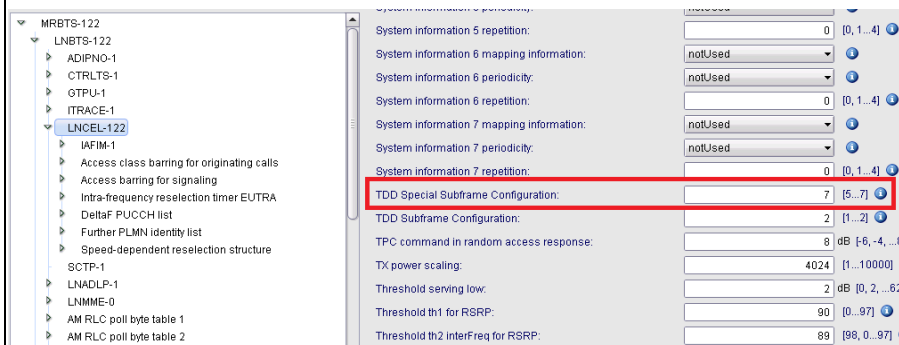 MRBTS-122
LNBTS-122
ADIPNO-1
CTRLTS-1
GTPU-1
ITRACE-1
LNCEL-122
IAFIM-1
Access class barring for originating calls
Access barring for signaling
Intra-frequency reselection timer EUTRA
DeltaF PUCCH list
Further PLMN identity list
Speed-dependent reselection structure
SCTP-1
LNADLP-1
LNMME-0
AM RLC poll byte table 1
AM RLC poll byte table 2
System information 5 repetition: 0 [0, 1...4]
System information 6 mapping information: notUsed
System information 6 periodicity: notUsed
System information 6 repetition: 0 [0, 1...4]
System information 7 mapping information: notUsed
System information 7 periodicity: notUsed
System information 7 repetition: 0 [0, 1...4]
TDD Special Subframe Configuration: 7 [5...7]
TDD Subframe Configuration: 2 [1...2]
TPC command in random access response: 8 dB [-6, -4, ...
TX power scaling: 4024 [1...10000]
Threshold serving low: 2 dB [0, 2, ...62
Threshold th1 for RSRP: 90 [0...97]
Threshold th2 interFreq for RSRP: 89 [98, 0...97]